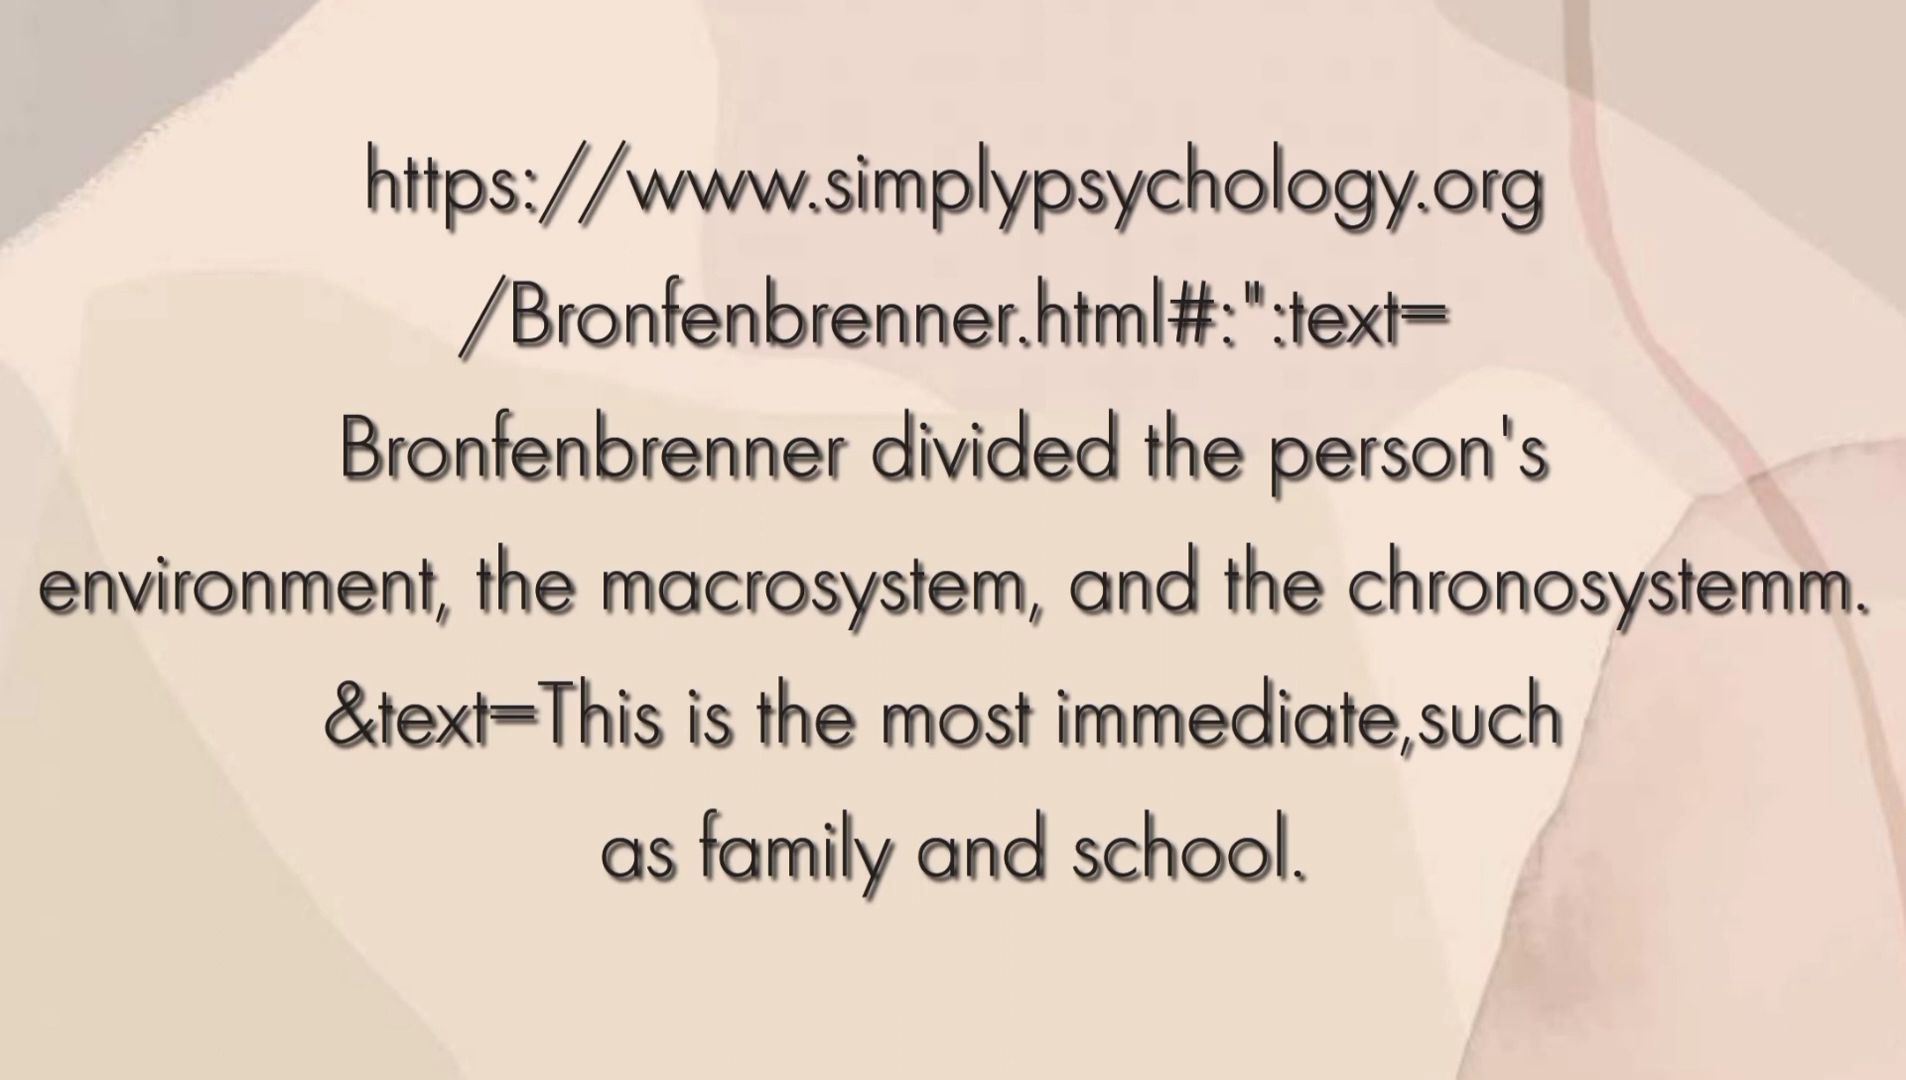 https://www.simplypsychology.org
/Bronfenbrenner.html#:":text=
Bronfenbrenner divided the person's
environment, the macrosystem, and the chronosystemm.
&text=This is the most immediate,such
as family and school.